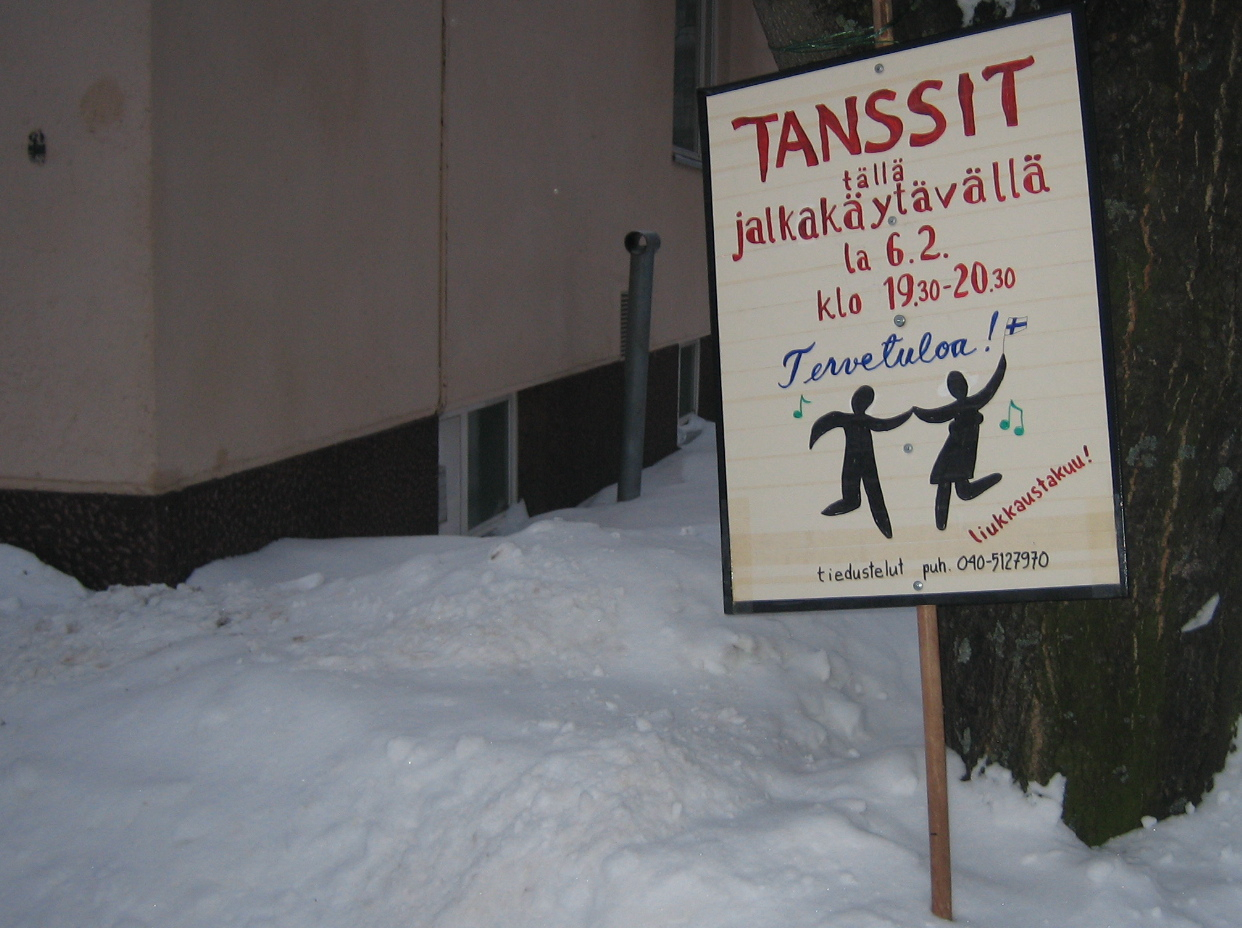 TANSSIT
tällä
jalkakäytävällä
la 6.2.
klo 19.30-20.30
Tervetuloa!
liukkaustakuu!
tiedustelut puh. 040-5127970